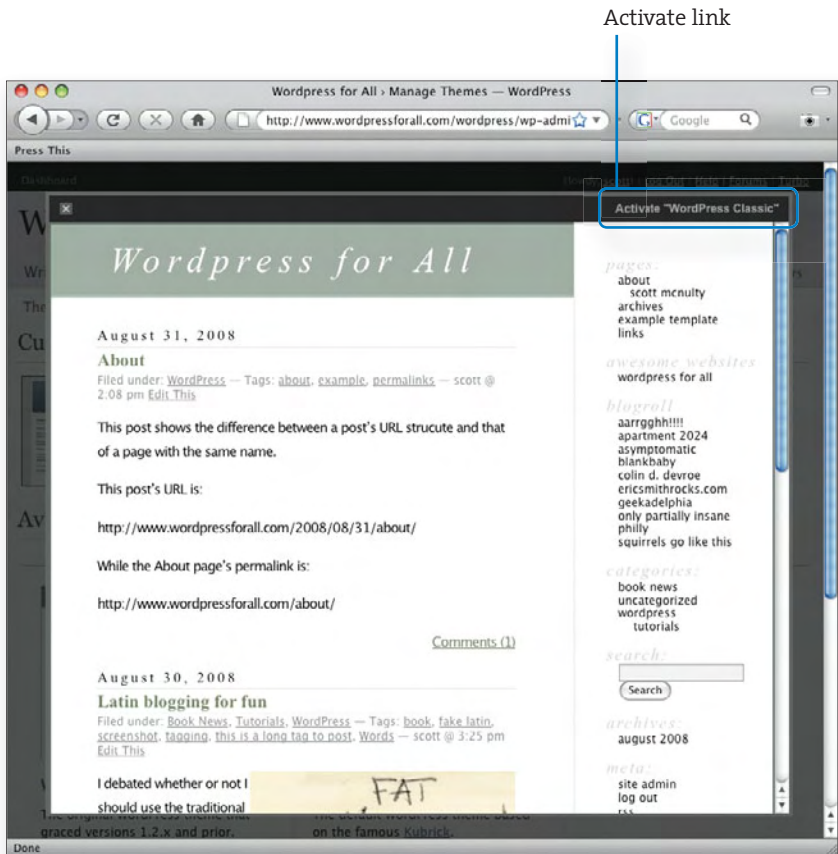 Activate link
Wordpress for All › Manage Themes — WordPress
http://www.wordpressforall.com/wordpress/wp-admi
Google
Press This
Dashboard
Howdy, scott! | Log Out | Help | Forums | Turbo
Activate "WordPress Classic"
Wordpress for All
August 31, 2008
About
Filed under: WordPress — Tags: about, example, permalinks — scott @
2:08 pm Edit This
This post shows the difference between a post's URL strucute and that
of a page with the same name.
This post's URL is:
http://www.wordpressforall.com/2008/08/31/about/
While the About page's permalink is:
http://www.wordpressforall.com/about/
Comments (1)
August 30, 2008
Latin blogging for fun
Filed under: Book News, Tutorials, WordPress — Tags: book, fake latin,
screenshot, tagging, this is a long tag to post, Words — scott @ 3:25 pm
Edit This
I debated whether or not I
should use the traditional
FAT
pages:
about
scott mcnulty
archives
example template
links
awesome websites
wordpress for all
blogroll
aarrgghh!!!!
apartment 2024
asymptomatic
blankbaby
colin d. devroe
ericsmithrocks.com
geekadelphia
only partially insane
philly
squirrels go like this
categories:
book news
uncategorized
wordpress
tutorials
search:
Search
archives:
august 2008
meta:
site admin
log out
rss
graced versions 1.2.x and prior.
on the famous Kubrick.
Done